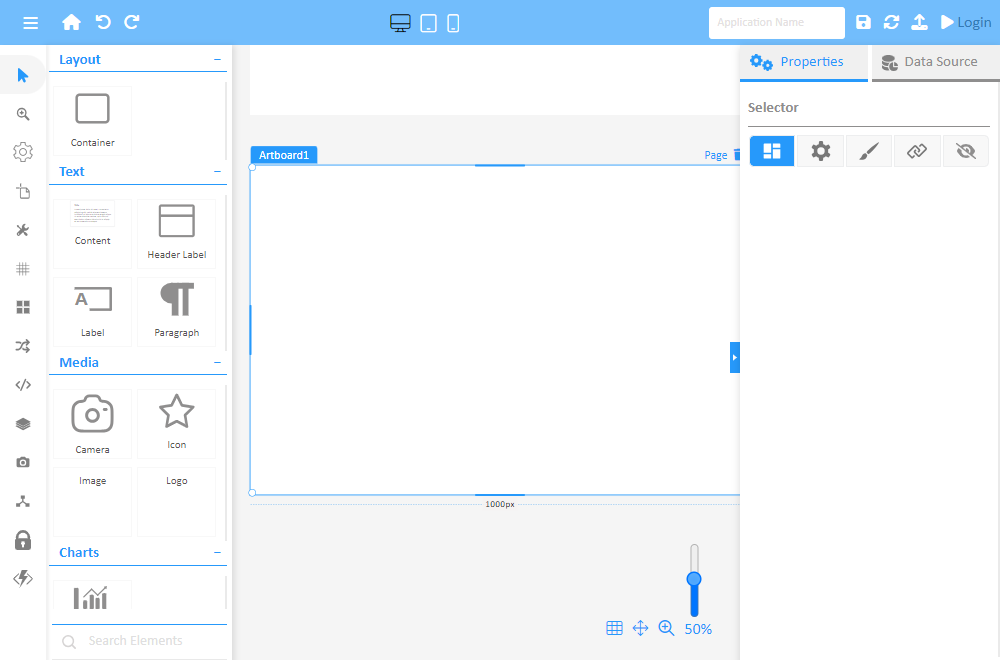 Application Name
Login
Layout
Container
Text
Content
Header Label
A
Label
Paragraph
Media
Camera
Icon
Image
Logo
Charts
Search Elements
Artboard1
Page
1000px
50%
Properties
Data Source
Selector